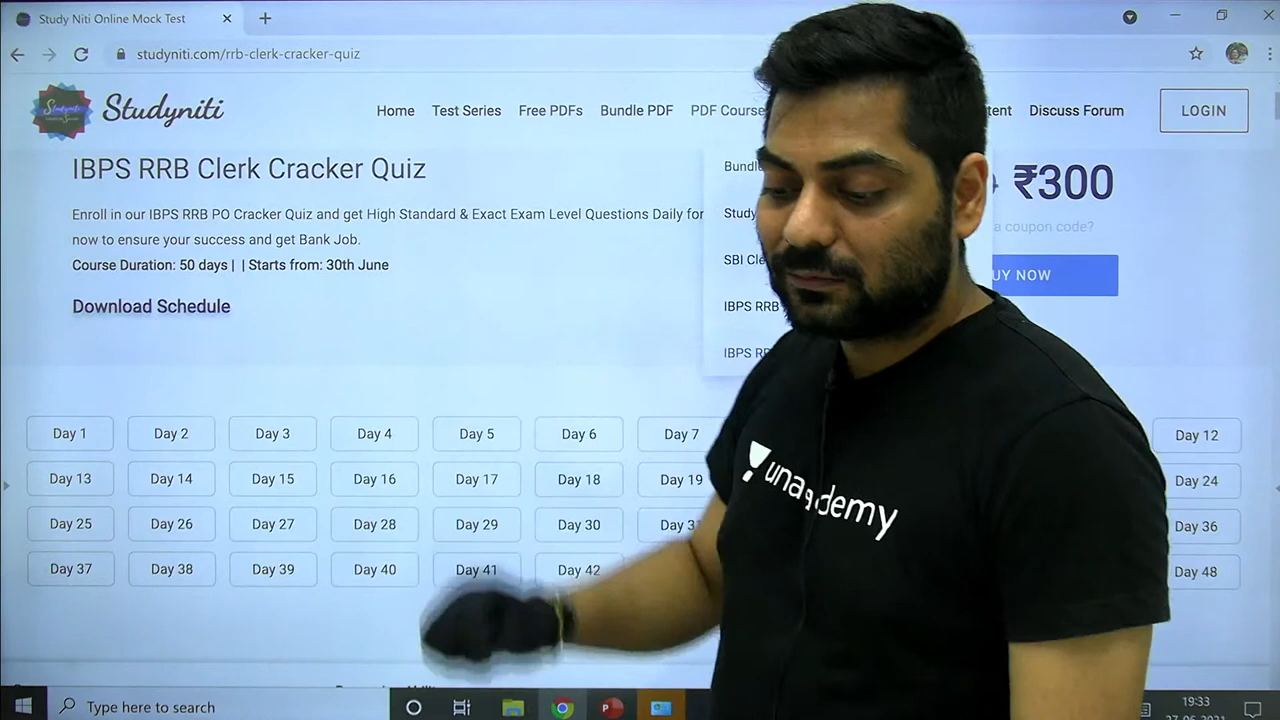 Study Niti Online Mock Test
studyniti.com/rrb-clerk-cracker-quiz
Studyniti
Studyniti
Home Test Series Free PDFs Bundle PDF PDF Course Discuss Forum LOGIN
IBPS RRB Clerk Cracker Quiz
₹300
Enroll in our IBPS RRB PO Cracker Quiz and get High Standard & Exact Exam Level Questions Daily for
now to ensure your success and get Bank Job.
a coupon code?
Course Duration: 50 days | | Starts from: 30th June
SBI
IBPS RRB
IBPS
NOW
Download Schedule
Day 1 Day 2 Day 3 Day 4 Day 5 Day 6 Day 7 Day 12
Day 13 Day 14 Day 15 Day 16 Day 17 Day 18 Day 19 Day 24
Day 25 Day 26 Day 27 Day 28 Day 29 Day 30 Day Day 36
Day 37 Day 38 Day 39 Day 40 Day 41 Day 42 Day 48
unacademy
Type here to search
19:33